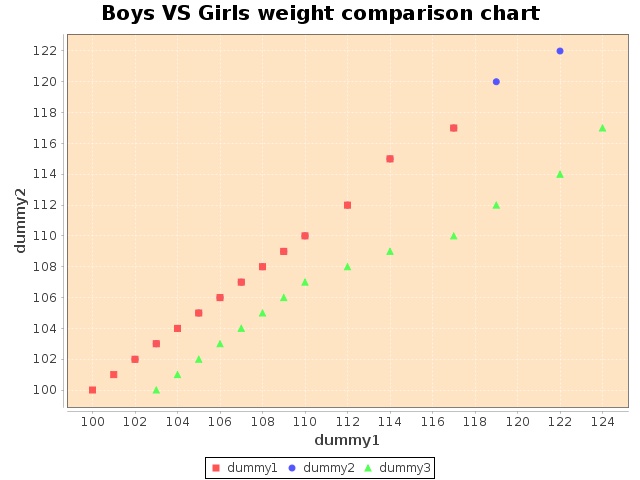 Boys VS Girls weight comparison chart
122
120
118
116
114
112
110
108
106
104
102
100
dummy2
100 102 104 106 108 110 112 114 116 118 120 122 124
dummy1
dummy1 dummy2 dummy3